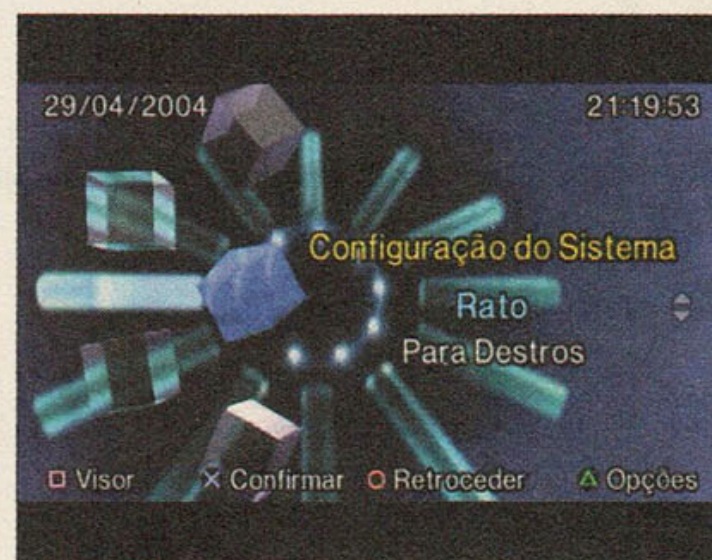 29/04/2004 21:19:53
Configuração do Sistema
Rato
Para Destros
Visor Confirmar Retroceder Opções